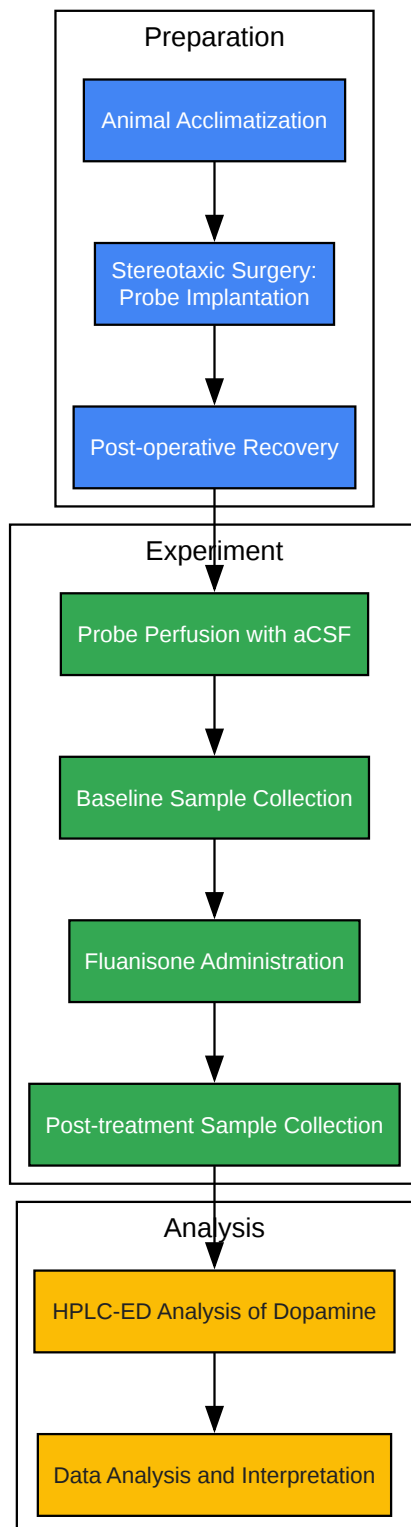 Preparation
Animal Acclimatization
Stereotaxic Surgery:
Probe Implantation
Post-operative Recovery
Experiment
Probe Perfusion with aCSF
Baseline Sample Collection
Fluanisone Administration
Post-treatment Sample Collection
Analysis
HPLC-ED Analysis of Dopamine
Data Analysis and Interpretation